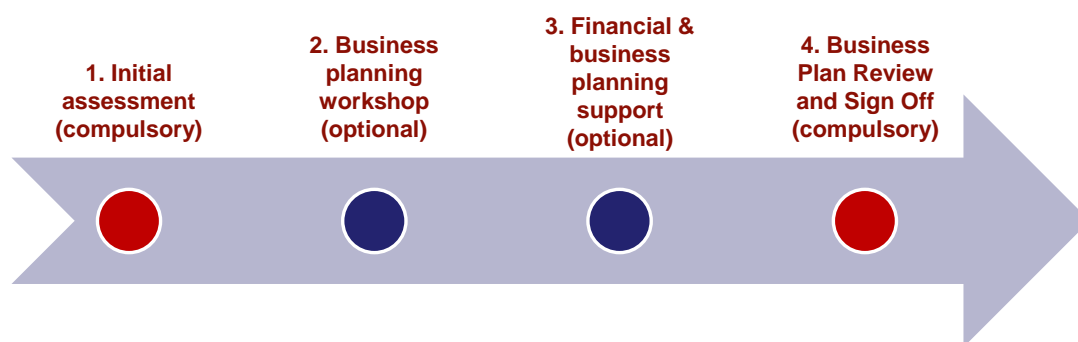 1. Initial
assessment
(compulsory)
2. Business
planning
workshop
(optional)
3. Financial &
business
planning
support
(optional)
4. Business
Plan Review
and Sign Off
(compulsory)